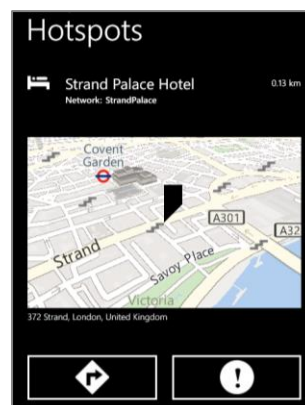 Hotspots
Strand Palace Hotel 0.13 km
Network: StrandPalace
Covent
Garden
A301
A32
Strand
Savoy Place
Victoria
372 Strand, London, United Kingdom
!